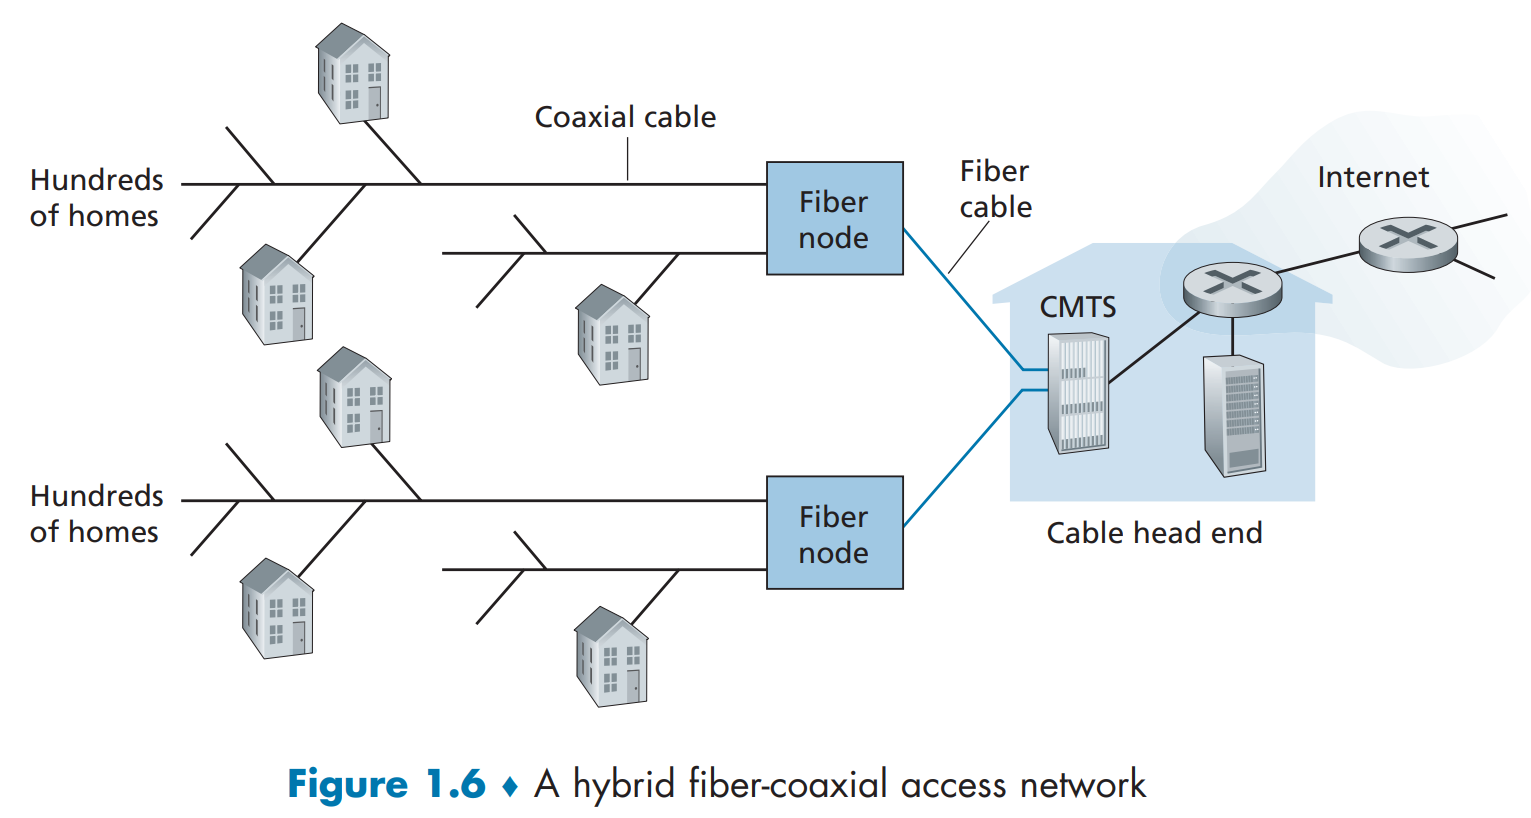 Coaxial cable
Hundreds
of homes
Fiber
node
Fiber
cable
Internet
CMTS
Hundreds
of homes
Fiber
node
Cable head end
Figure 1.6 ♦ A hybrid fiber-coaxial access network